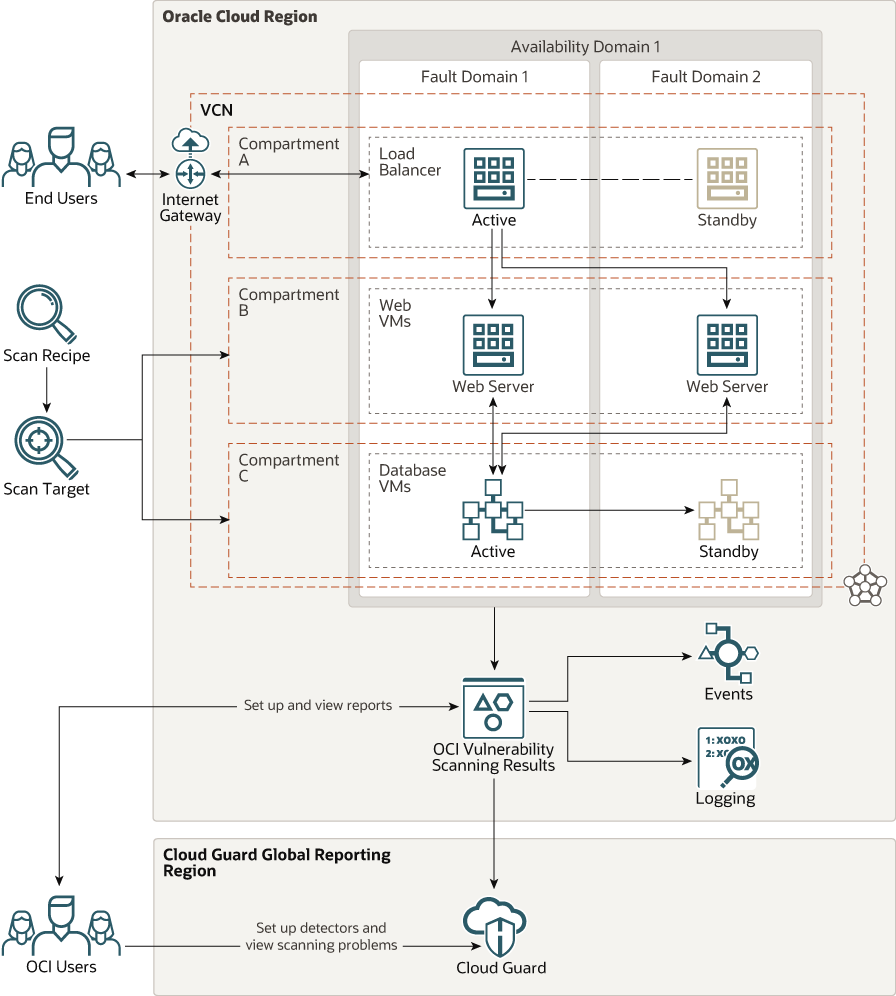 Oracle Cloud Region
Availability Domain 1
Fault Domain 1
Fault Domain 2
VCN
Compartment
A
Load
Balancer
Active
Standby
End Users
Internet
Gateway
Compartment
B
Web
VMs
Web Server
Web Server
Scan Recipe
Scan Target
Compartment
C
Database
VMs
Active
Standby
Set up and view reports
OCI Vulnerability
Scanning Results
Events
1: XOXO
2: XC
OX
Logging
Cloud Guard Global Reporting
Region
OCI Users
Set up detectors and
view scanning problems
Cloud Guard